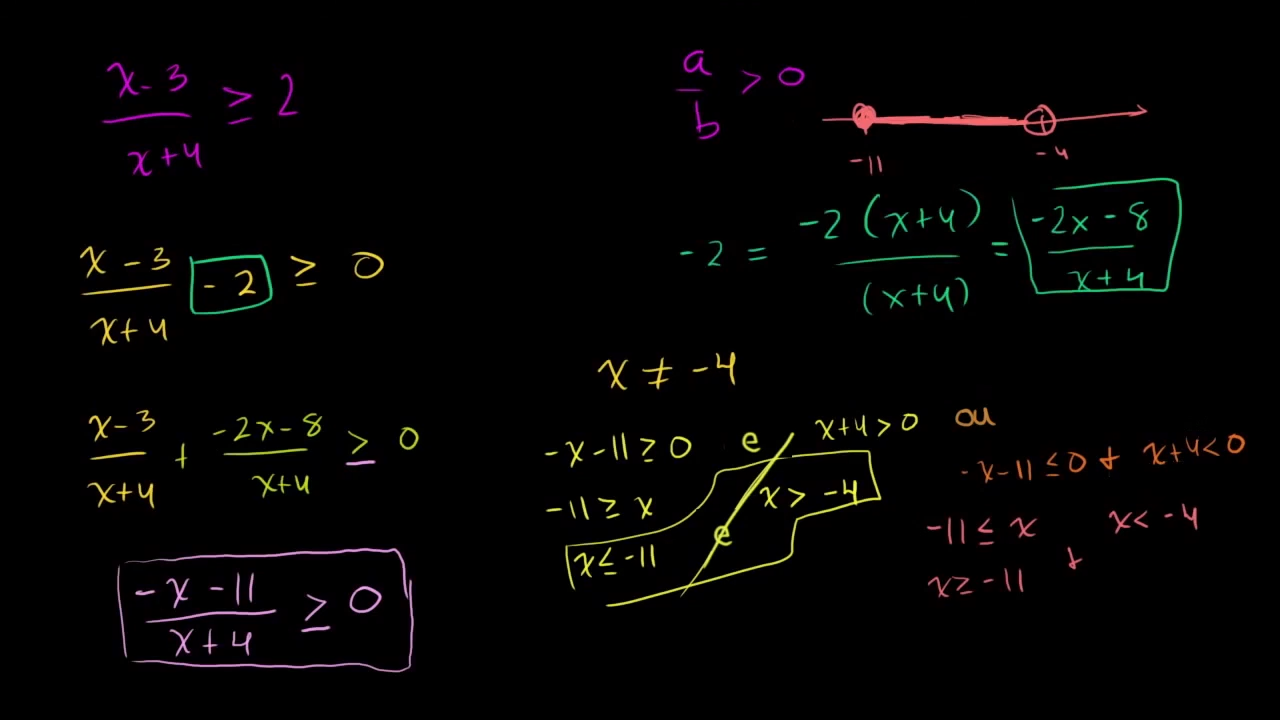 x - 3 / x + 4 ≥ 2
x - 3 / x + 4 - 2 ≥ 0
x - 3 / x + 4 + -2x - 8 / x + 4 ≥ 0
-x - 11 / x + 4 ≥ 0
a / b > 0
-11 -4
-2 = -2 (x + 4) / (x + 4) = -2x - 8 / x + 4
x ≠ -4
-x - 11 ≥ 0 e x + 4 > 0
-11 ≥ x x > -4
x ≤ -11 e
ou
-x - 11 ≤ 0 + x + 4 < 0
-11 ≤ x x < -4
x ≥ -11 +